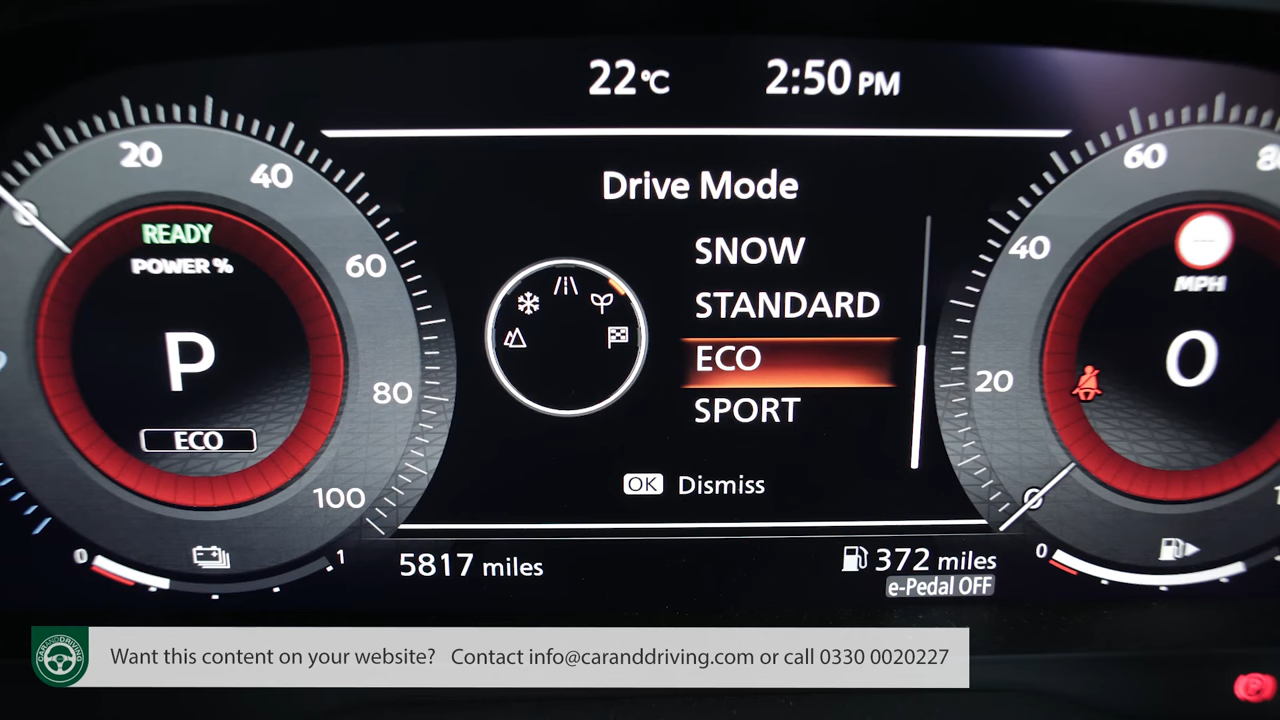 22°C 2:50 PM
20 40 60 80 100
READY
POWER %
P
ECO
0 1
Drive Mode
SNOW
STANDARD
ECO
SPORT
OK Dismiss
5817 miles
372 miles
e-Pedal OFF
0 20 40 60
MPH
0
0
CARANDDRIVING
Want this content on your website? Contact info@caranddriving.com or call 0330 0020227